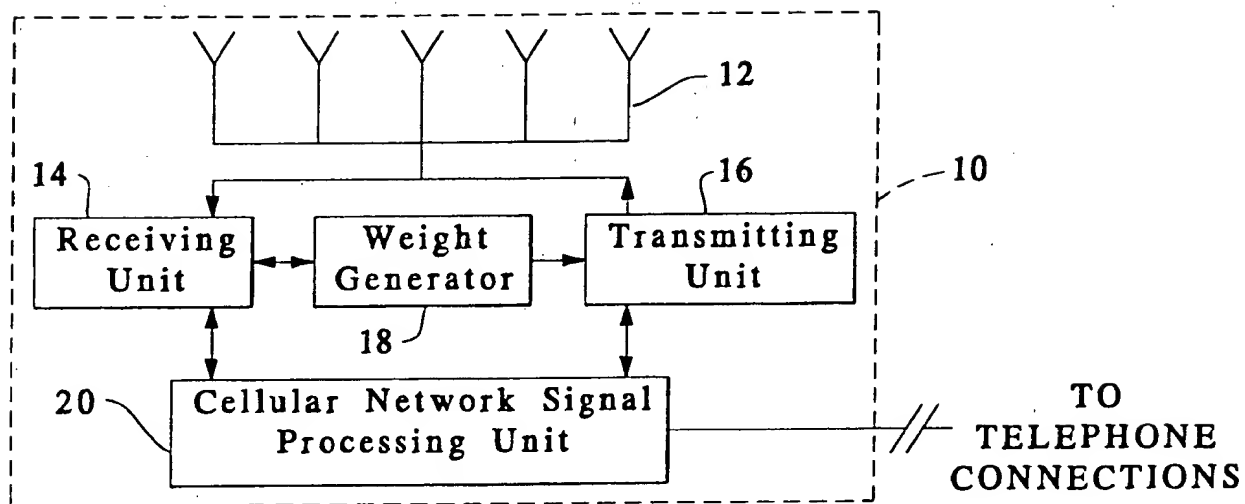 12
14
16
10
Receiving
Unit
Weight
Generator
Transmitting
Unit
18
20
Cellular Network Signal
Processing Unit
TO
TELEPHONE
CONNECTIONS